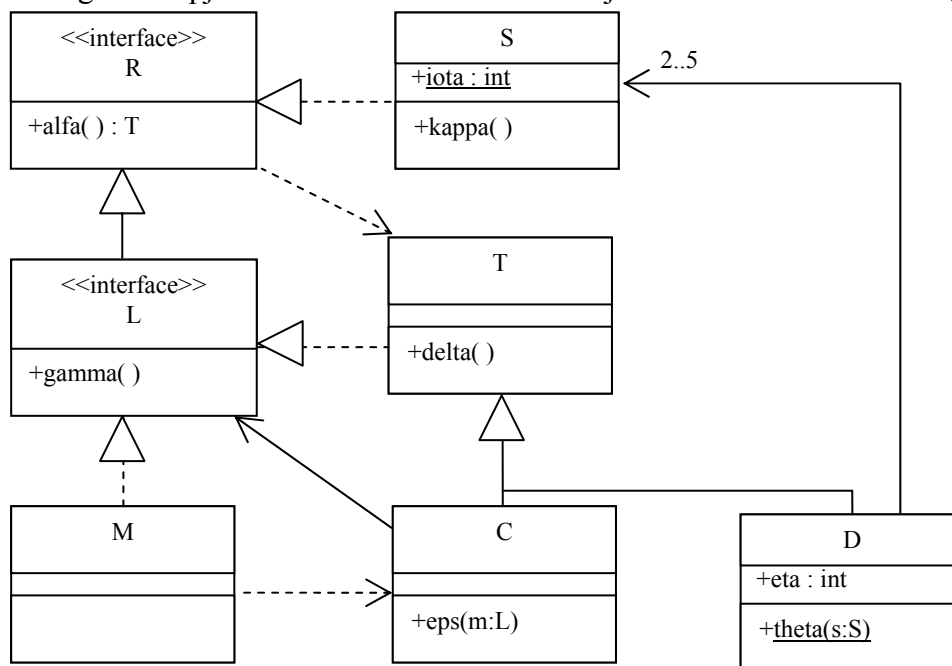 <<interface>>
R
+alfa( ) : T
S
+iota : int
+kappa( )
2..5
<<interface>>
L
+gamma( )
T
+delta( )
M
C
+eps(m:L)
D
+eta : int
+theta(s:S)